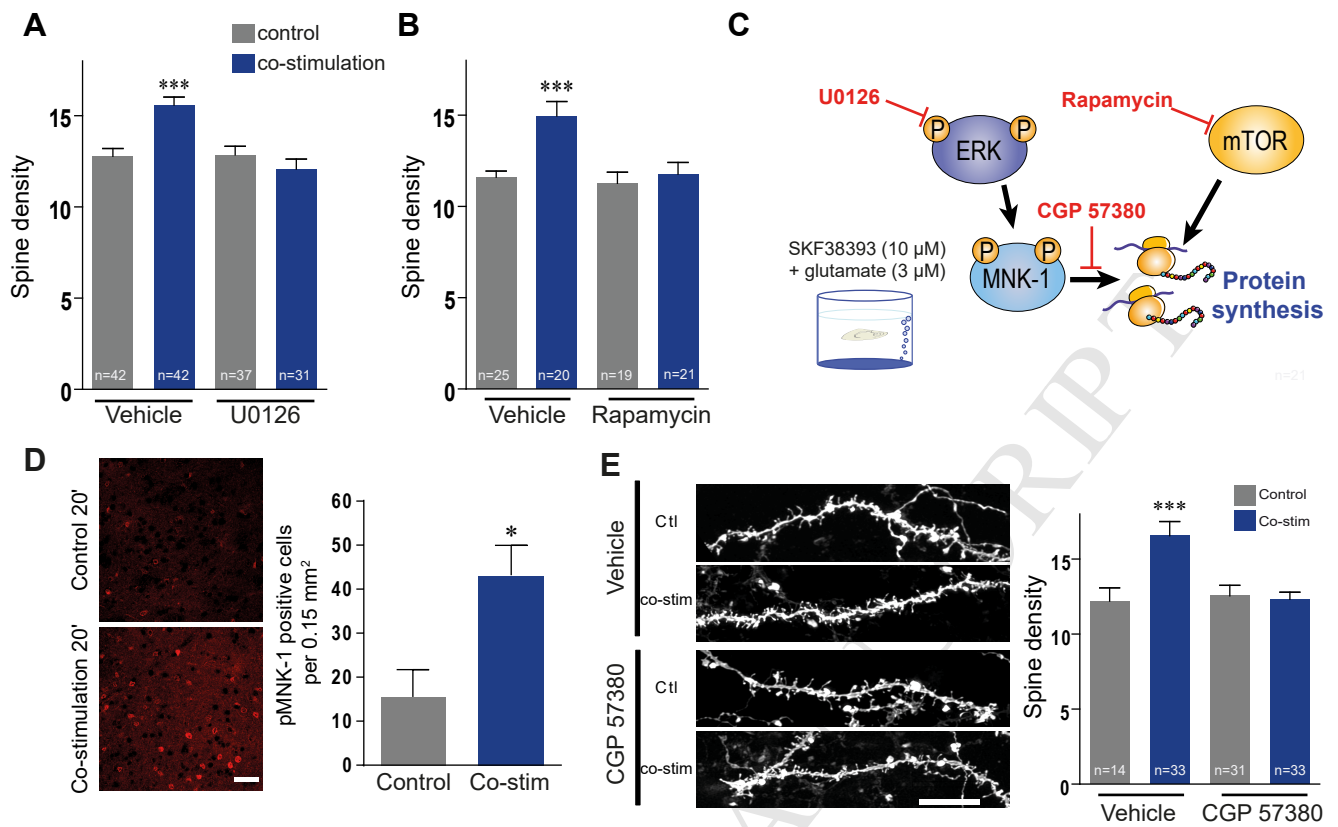 A
control
co-stimulation
Spine density
15
10
5
0
***
n=42
n=42
n=37
n=31
Vehicle
U0126
B
Spine density
15
10
5
0
***
n=25
n=20
n=19
n=21
Vehicle
Rapamycin
C
U0126
Rapamycin
P
P
ERK
mTOR
CGP 57380
SKF38393 (10 µM)
+ glutamate (3 µM)
P
P
MNK-1
Protein
synthesis
n=21
RIPT
D
Control 20'
Co-stimulation 20'
pMNK-1 positive cells
per 0.15 mm²
60
50
40
30
20
10
0
*
Control
Co-stim
E
Vehicle
Ctl
co-stim
CGP 57380
Ctl
co-stim
Control
Co-stim
Spine density
15
10
5
0
***
n=14
n=33
n=31
n=33
Vehicle
CGP 57380